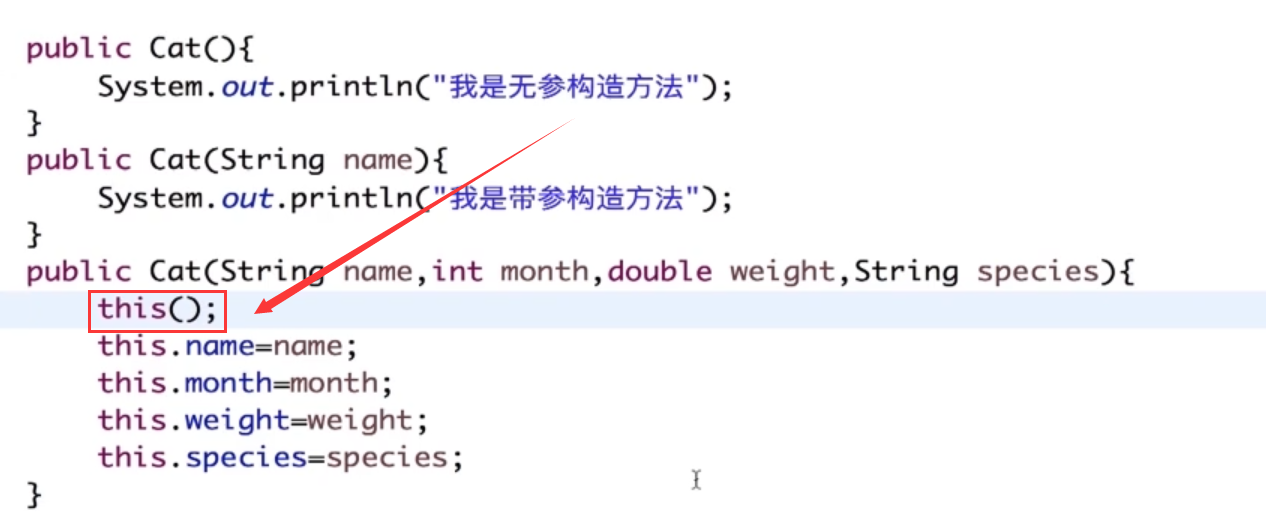 public Cat(){
System.out.println("我是无参构造方法");
}
public Cat(String name){
System.out.println("我是带参构造方法");
}
public Cat(String name,int month,double weight,String species){
this();
this.name=name;
this.month=month;
this.weight=weight;
this.species=species;
}